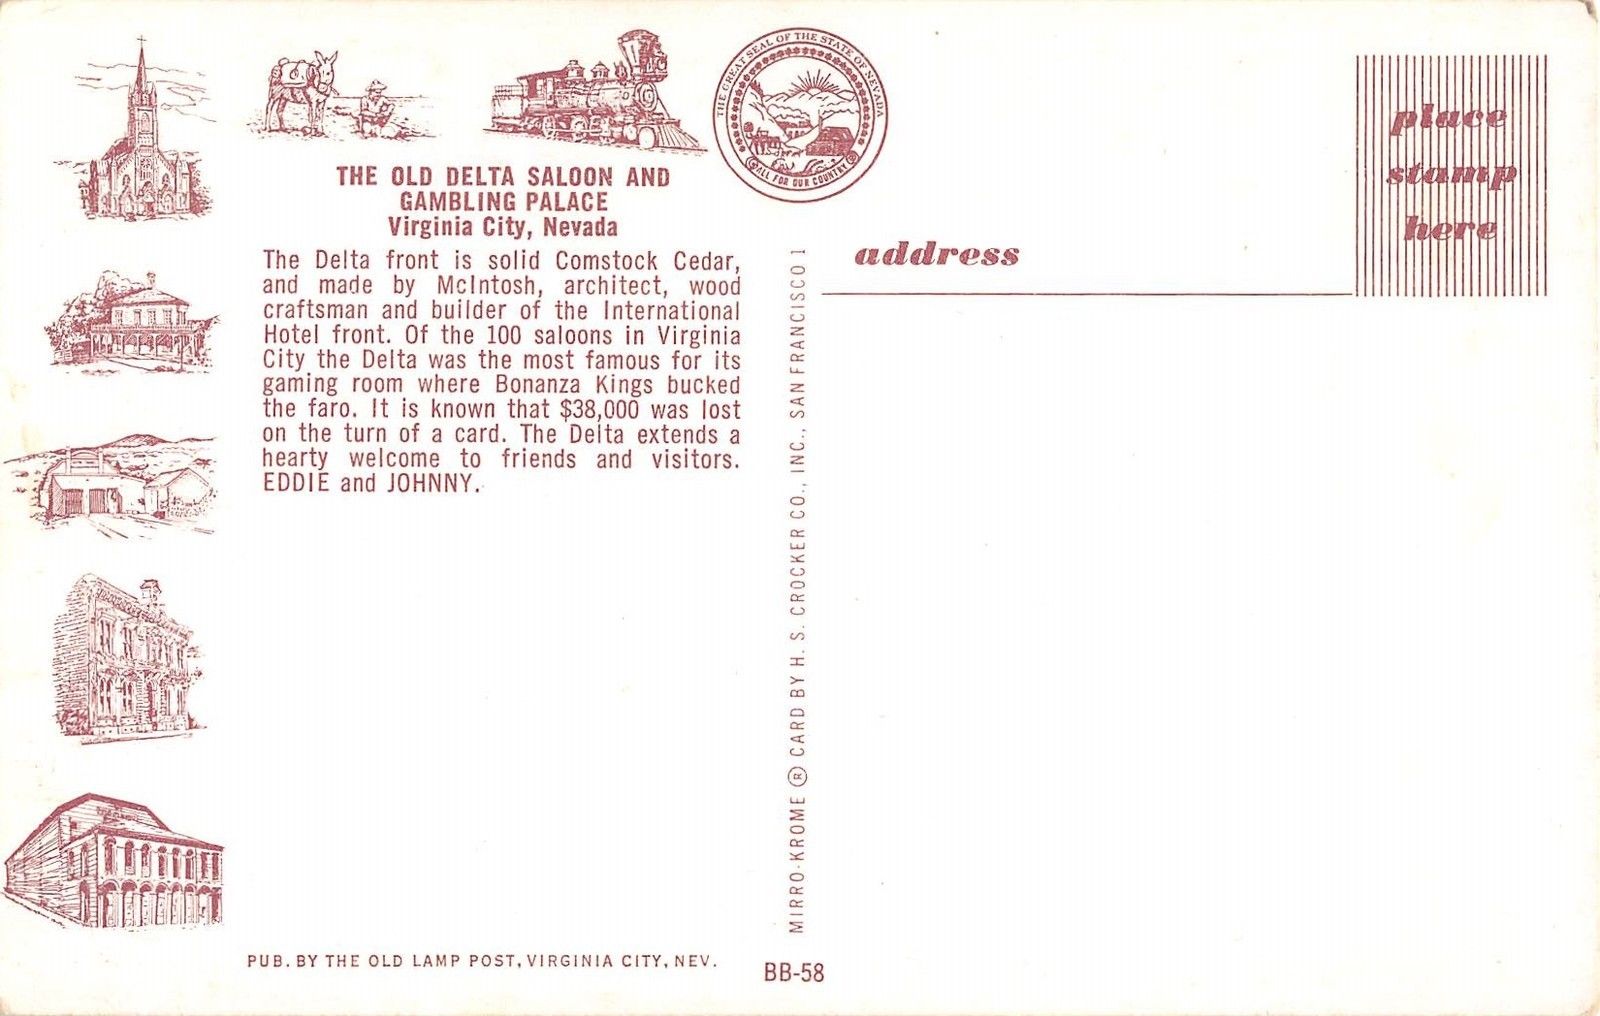 THE GREAT SEAL OF THE STATE OF NEVADA
ALL FOR OUR COUNTRY
THE OLD DELTA SALOON AND
GAMBLING PALACE
Virginia City, Nevada
The Delta front is solid Comstock Cedar,
and made by McIntosh, architect, wood
craftsman and builder of the International
Hotel front. Of the 100 saloons in Virginia
City the Delta was the most famous for its
gaming room where Bonanza Kings bucked
the faro. It is known that $38,000 was lost
on the turn of a card. The Delta extends a
hearty welcome to friends and visitors.
EDDIE and JOHNNY.
PUB. BY THE OLD LAMP POST, VIRGINIA CITY, NEV.
BB-58
MIRRO-KROME ® CARD BY H. S. CROCKER CO., INC., SAN FRANCISCO 1
address
place
stamp
here